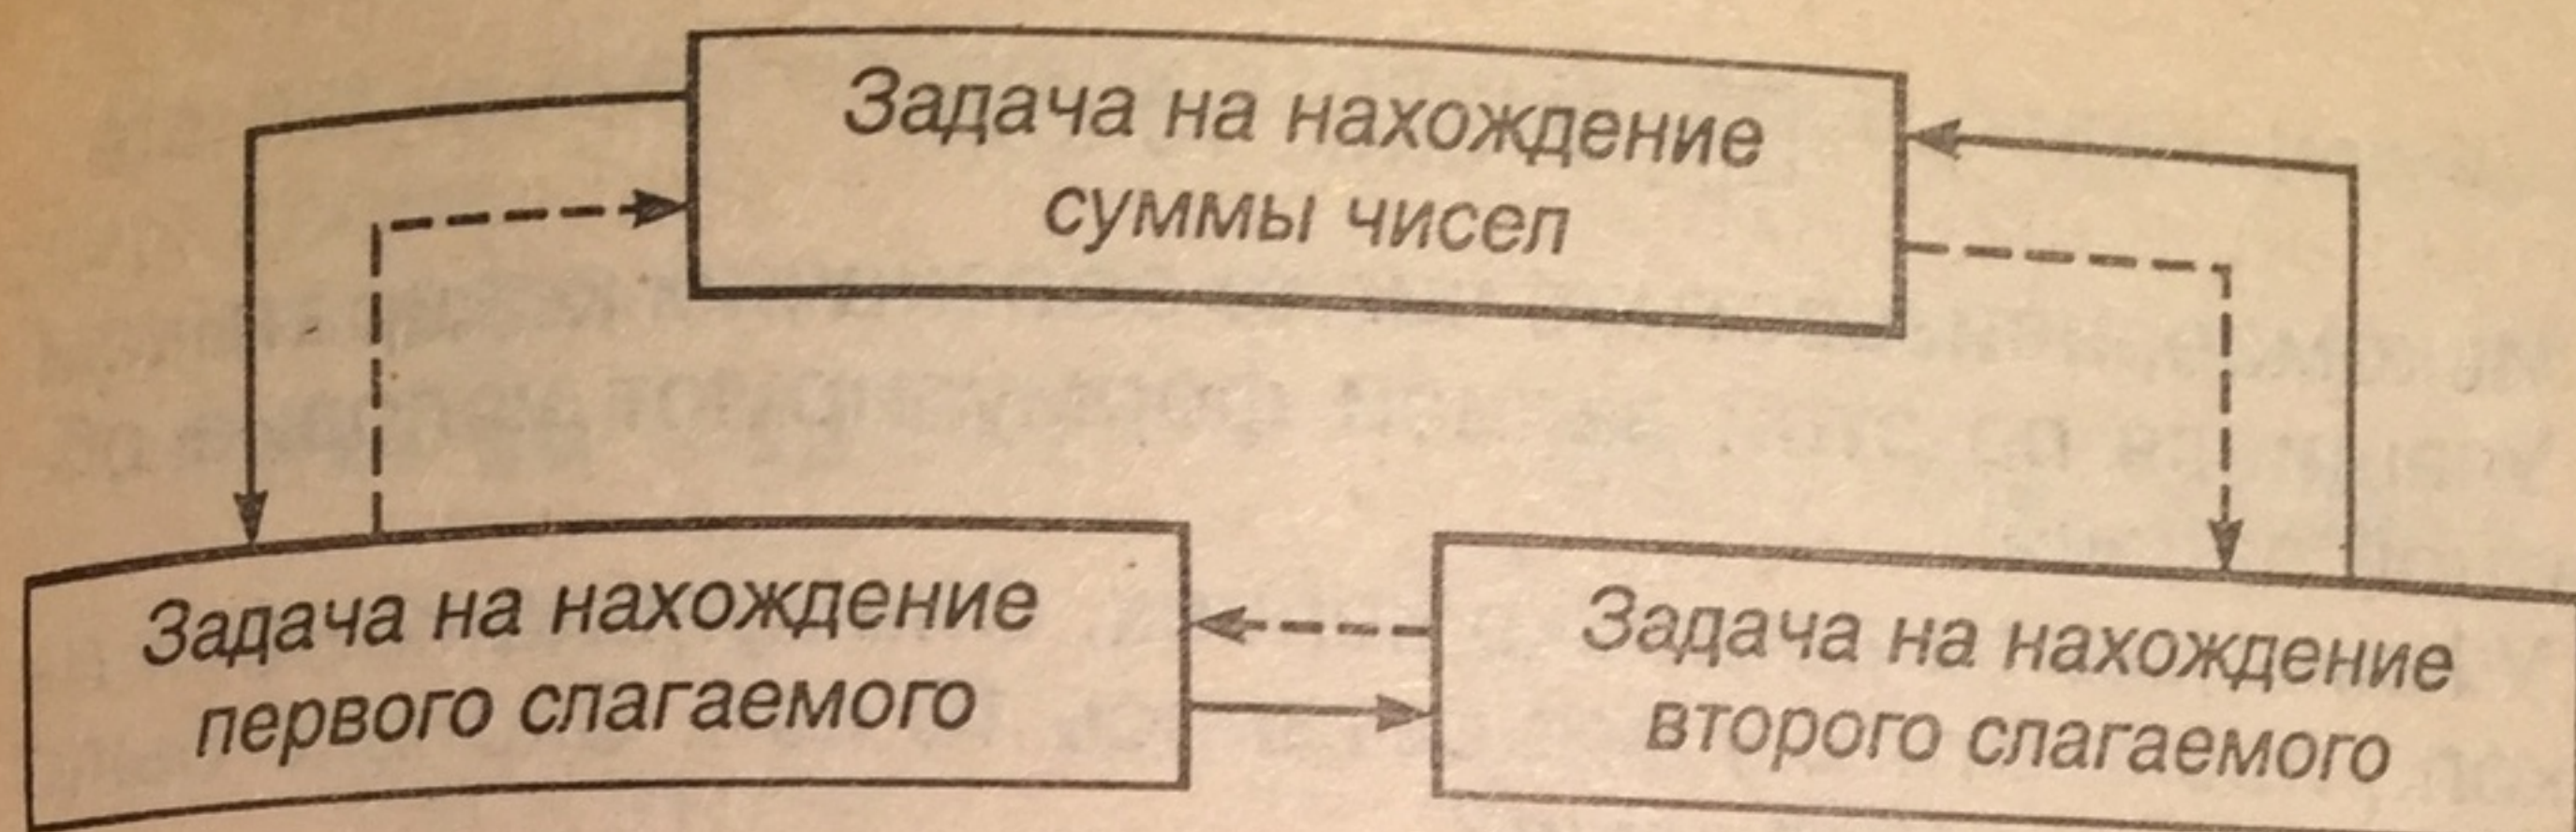 Задача на нахождение
суммы чисел
Задача на нахождение
первого слагаемого
Задача на нахождение
второго слагаемого